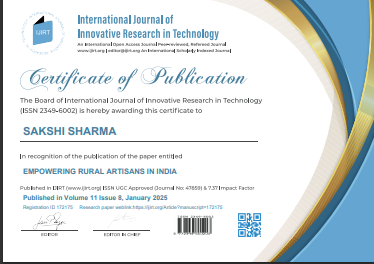 IJIRT
International Journal of
Innovative Research in Technology
An International Open Access Journal Peer-reviewed, Refereed Journal
www.ijirt.org | editor@ijirt.org An International Scholarly Indexed Journal
Certificate of Publication
The Board of International Journal of Innovative Research in Technology
(ISSN 2349-6002) is hereby awarding this certificate to
SAKSHI SHARMA
In recognition of the publication of the paper entitled
EMPOWERING RURAL ARTISANS IN INDIA
Published in IJIRT (www.ijirt.org) ISSN UGC Approved (Journal No: 47859) & 7.37 Impact Factor
Published in Volume 11 Issue 8, January 2025
Registration ID 172175 Research paper weblink:https://ijirt.org/Article?manuscript=172175
EDITOR
EDITOR IN CHIEF